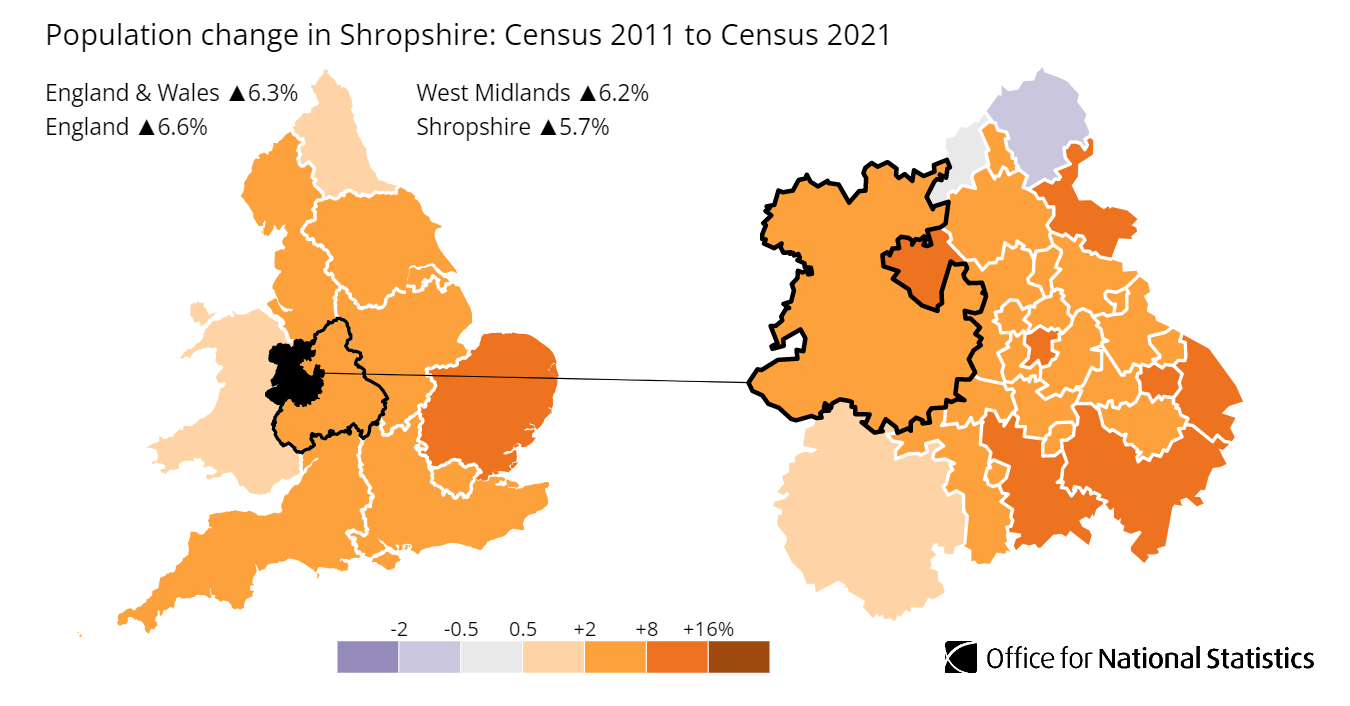 Population change in Shropshire: Census 2011 to Census 2021
England & Wales ▲6.3% West Midlands ▲6.2%
England ▲6.6% Shropshire ▲5.7%
-2 -0.5 0.5 +2 +8 +16%
Office for National Statistics